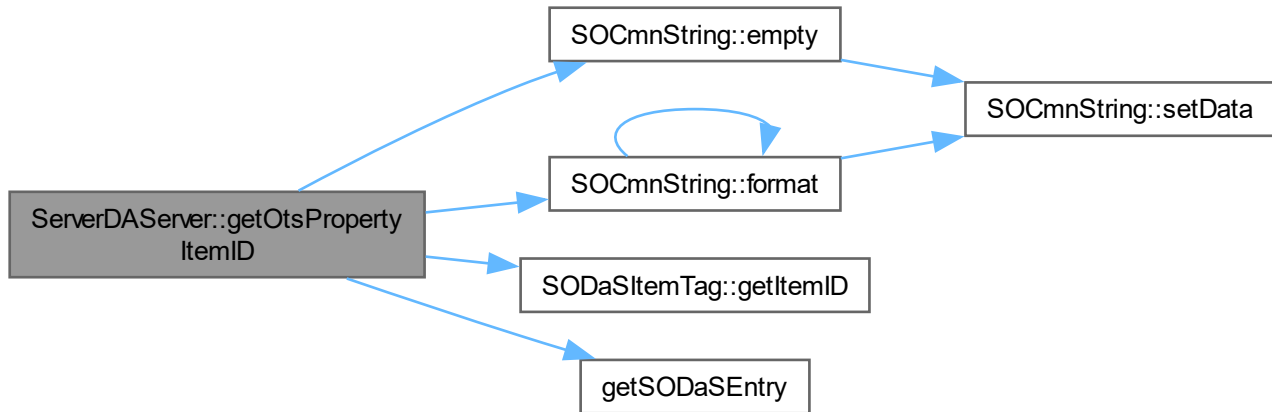 SOCmnString::empty
SOCmnString::setData
SOCmnString::format
ServerDAServer::getOtsProperty
ItemID
SODaSItemTag::getItemID
getSODaSEntry